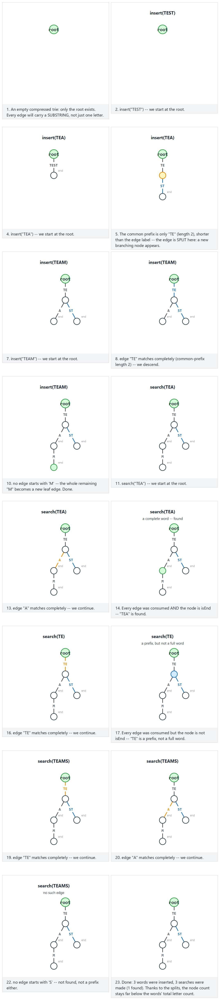 root
1. An empty compressed trie: only the root exists.
Every edge will carry a SUBSTRING, not just one letter.
insert(TEST)
root
2. insert("TEST") -- we start at the root.
insert(TEA)
root
TEST
end
4. insert("TEA") -- we start at the root.
insert(TEA)
root
TE
ST
end
5. The common prefix is only "TE" (length 2), shorter
than the edge label -- the edge is SPLIT here: a new
branching node appears.
insert(TEAM)
root
TE
A ST
end end
7. insert("TEAM") -- we start at the root.
insert(TEAM)
root
TE
A ST
end end
8. edge "TE" matches completely (common-prefix
length 2) -- we descend.
insert(TEAM)
root
TE
A ST
end end
M
end
10. no edge starts with 'M' -- the whole remaining
"M" becomes a new leaf edge. Done.
search(TEA)
root
TE
A ST
end end
M
end
11. search("TEA") -- we start at the root.
search(TEA)
root
TE
A ST
end end
M
end
13. edge "A" matches completely -- we continue.
search(TEA)
a complete word -- found
root
TE
A ST
end end
M
end
14. Every edge was consumed AND the node is isEnd
-- "TEA" is found.
search(TE)
root
TE
A ST
end end
M
end
16. edge "TE" matches completely -- we continue.
search(TE)
a prefix, but not a full word
root
TE
A ST
end end
M
end
17. Every edge was consumed but the node is not
isEnd -- "TE" is a prefix, not a full word.
search(TEAMS)
root
TE
A ST
end end
M
end
19. edge "TE" matches completely -- we continue.
search(TEAMS)
root
TE
A ST
end end
M
end
20. edge "A" matches completely -- we continue.
search(TEAMS)
no such edge
root
TE
A ST
end end
M
end
22. no edge starts with 'S' -- not found, not a prefix
either.
root
TE
A ST
end end
M
end
23. Done: 3 words were inserted, 3 searches were
made (1 found). Thanks to the splits, the node count
stays far below the words' total letter count.